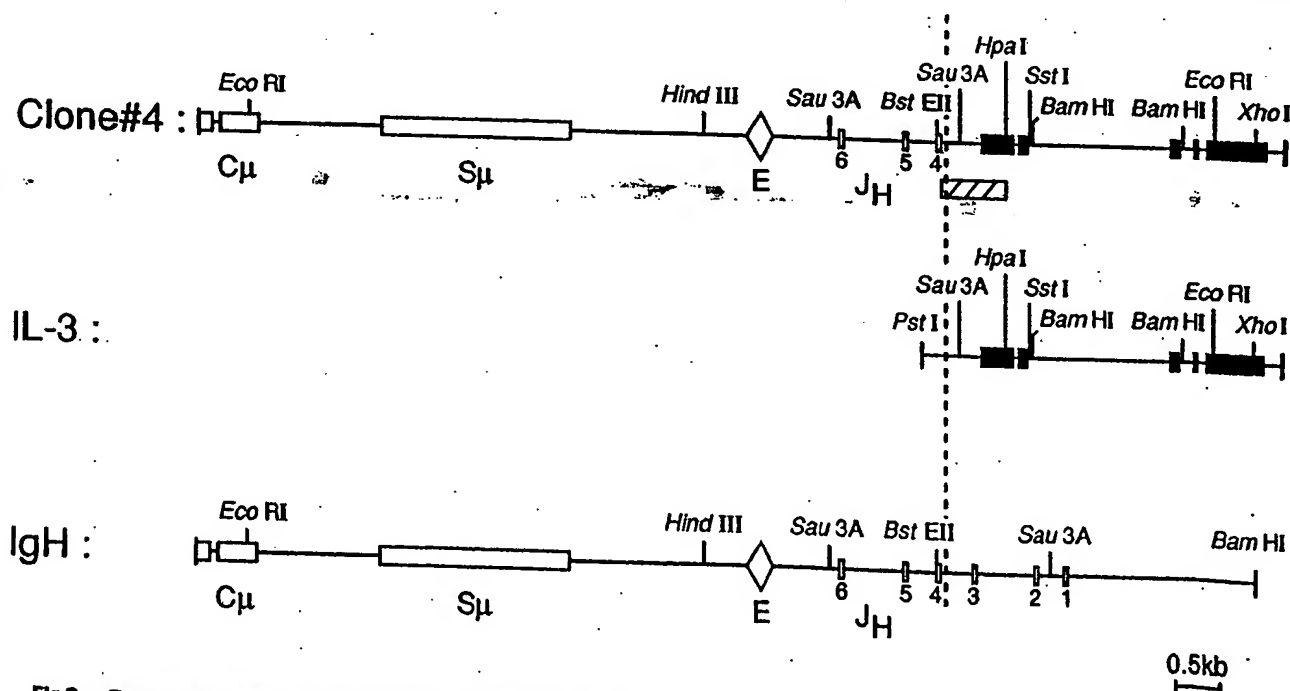 Hpa I
Eco RI Hind III Sau 3A Bst EII Sau 3A Sst I Bam HI Bam HI Eco RI Xho I
Clone#4 :
6 5 4
Cμ Sμ E JH
Hpa I
Sau 3A Sst I Eco RI
Pst I Bam HI Bam HI Xho I
IL-3 :
Eco RI Hind III Sau 3A Bst EII Sau 3A Bam HI
IgH :
6 5 4 3 2 1
Cμ Sμ E JH
0.5kb